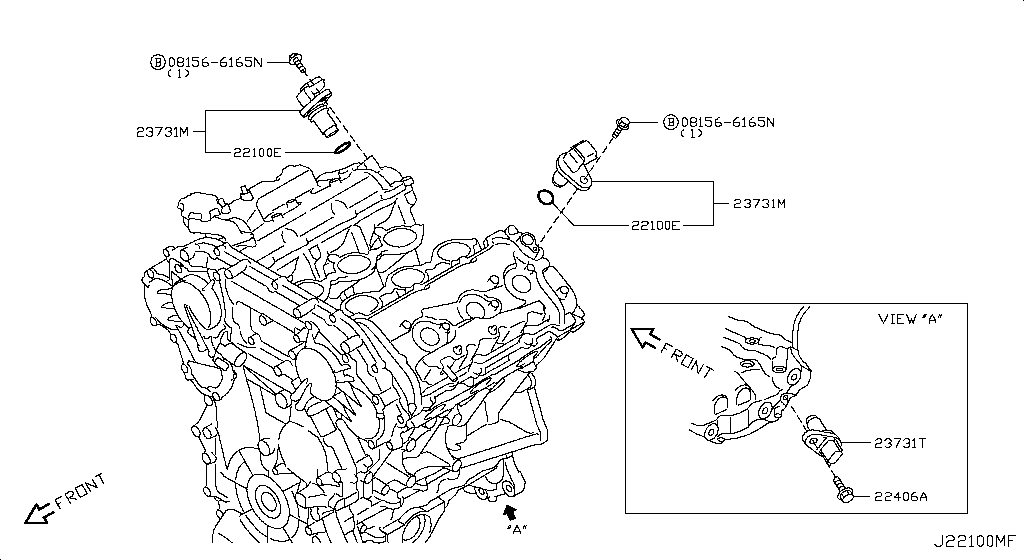 B08156-6165N
(1)
23731M
22100E
B08156-6165N
(1)
23731M
22100E
VIEW "A"
FRONT
23731T
22406A
FRONT
"A"
J22100MF